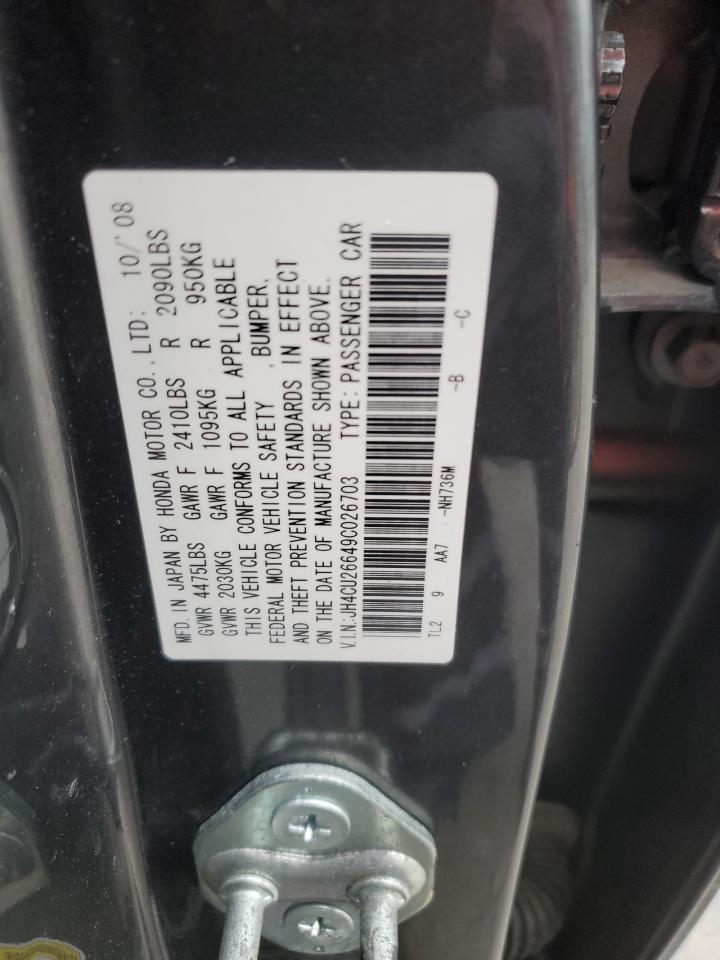 MFD. IN JAPAN BY HONDA MOTOR CO., LTD: 10/'08
GVWR 4475LBS GAWR F 2410LBS R 2090LBS
GVWR 2030KG GAWR F 1095KG R 950KG
THIS VEHICLE CONFORMS TO ALL APPLICABLE
FEDERAL MOTOR VEHICLE SAFETY , BUMPER,
AND THEFT PREVENTION STANDARDS IN EFFECT
ON THE DATE OF MANUFACTURE SHOWN ABOVE.
V.I.N.:JH4CU26649C026703 TYPE: PASSENGER CAR
TL2 9 AA7 -NH736M -B -C